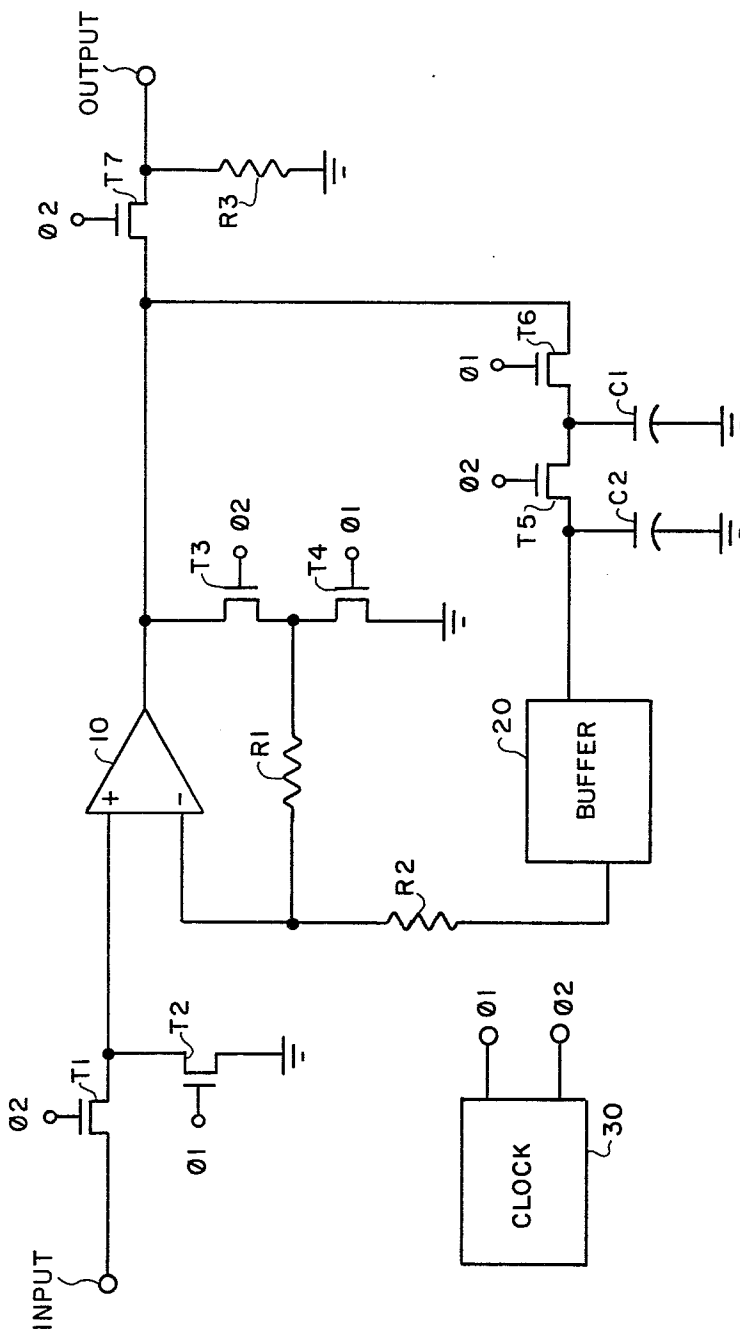 INPUT
Ø2
T1
Ø1
T2
10
+
-
R1
R2
T3
Ø2
T4
Ø1
Ø2
T7
OUTPUT
R3
Ø1
T6
Ø2
T5
C1
C2
20
BUFFER
CLOCK
Ø1
Ø2
30